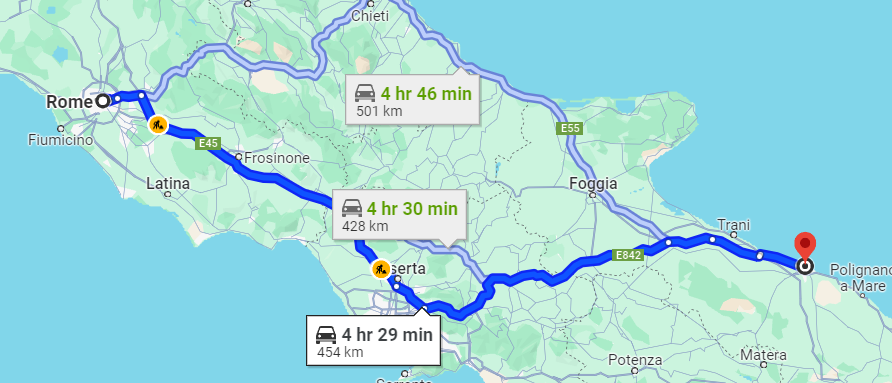 Chieti
4 hr 46 min
501 km
Rome
Fiumicino
E45
E55
Frosinone
Latina
Foggia
4 hr 30 min
428 km
Trani
E842
serta
Polignano
a Mare
4 hr 29 min
454 km
Potenza
Matera